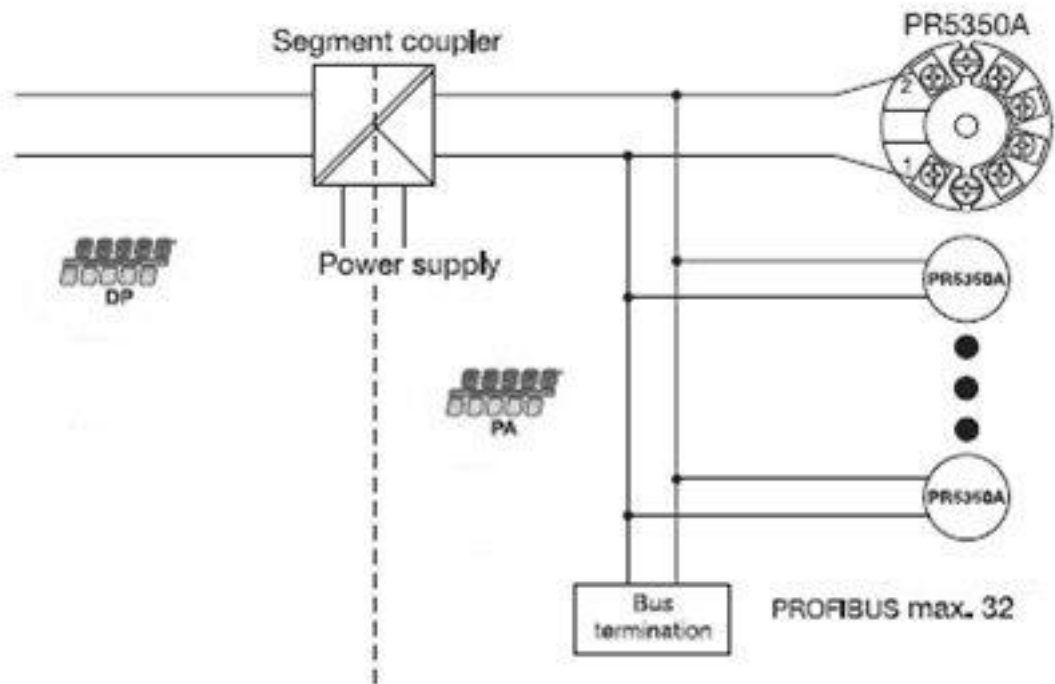 PR5350A
Segment coupler
2
1
Power supply
DP
PR5350A
PA
PR5350A
Bus
termination
PROFIBUS max. 32